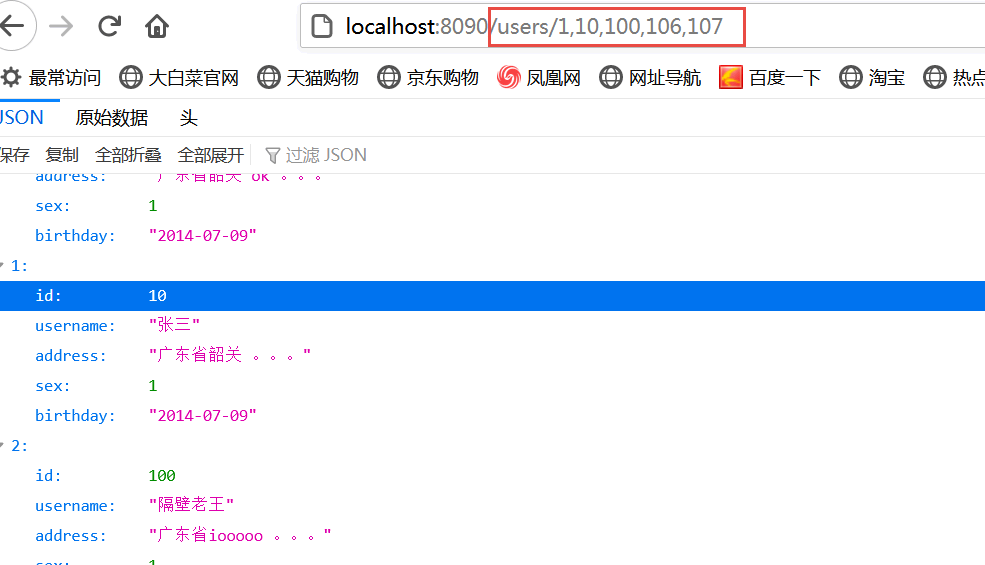 localhost:8090/users/1,10,100,106,107
最常访问 大白菜官网 天猫购物 京东购物 凤凰网 网址导航 百度一下 淘宝 热点
JSON 原始数据 头
保存 复制 全部折叠 全部展开 过滤 JSON
address: "广东省韶关 ok 。。。
sex: 1
birthday: "2014-07-09"
1:
id: 10
username: "张三"
address: "广东省韶关 。。。"
sex: 1
birthday: "2014-07-09"
2:
id: 100
username: "隔壁老王"
address: "广东省iooooo 。。。"
sex: 1